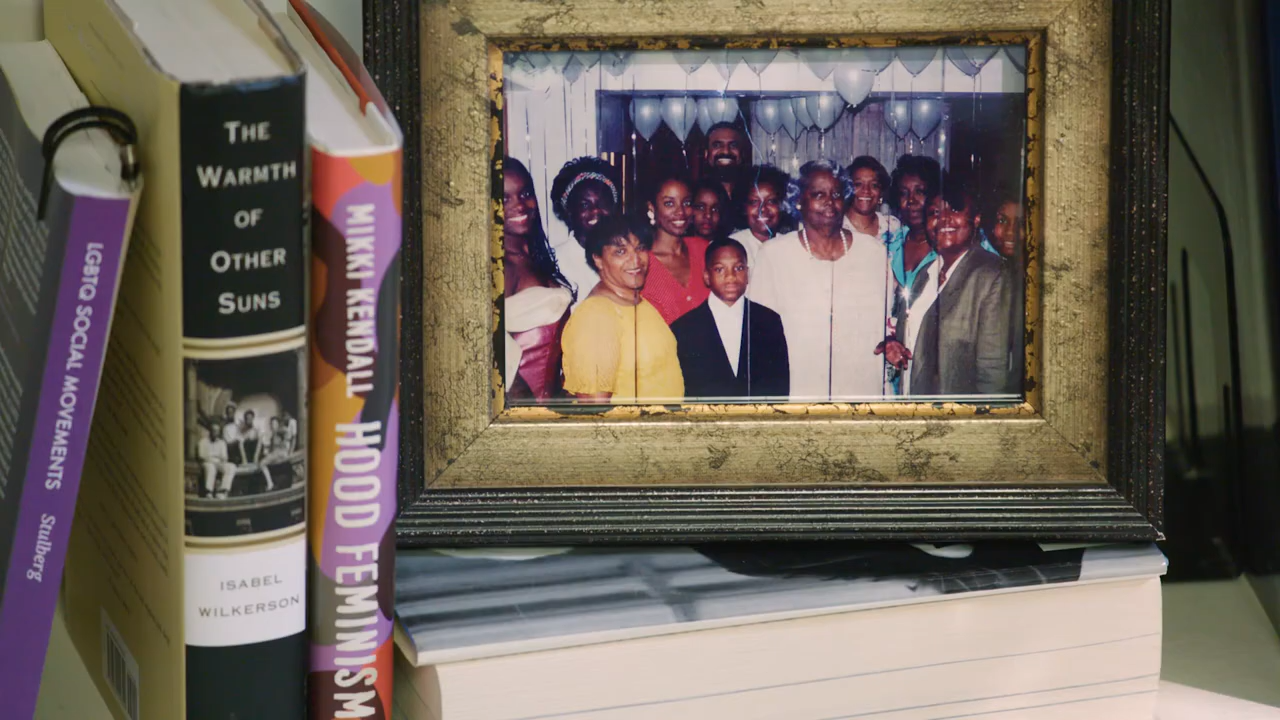 LGBTQ SOCIAL MOVEMENTS Stulberg
THE
WARMTH
OF
OTHER
SUNS
ISABEL
WILKERSON
MIKKI KENDALL HOOD FEMINISM